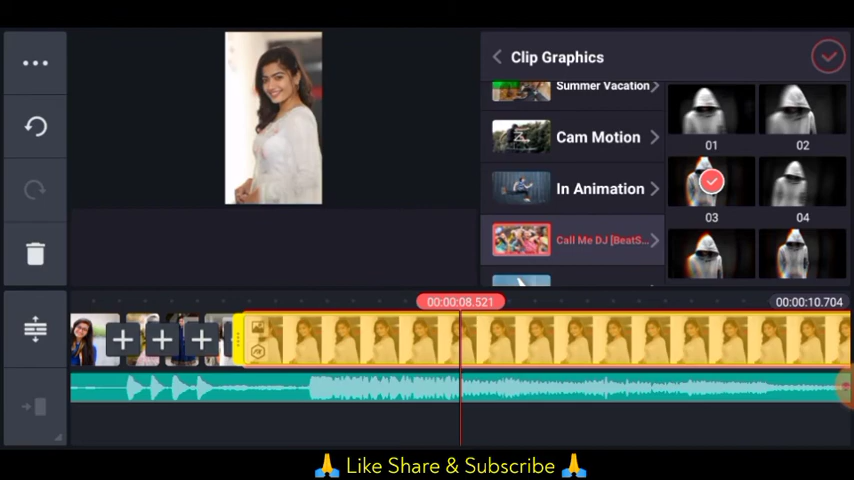 Clip Graphics
Summer Vacation
Cam Motion
In Animation
Call Me DJ [BeatS...
01
02
03
04
00:00:08.521
00:00:10.704
🙏 Like Share & Subscribe 🙏